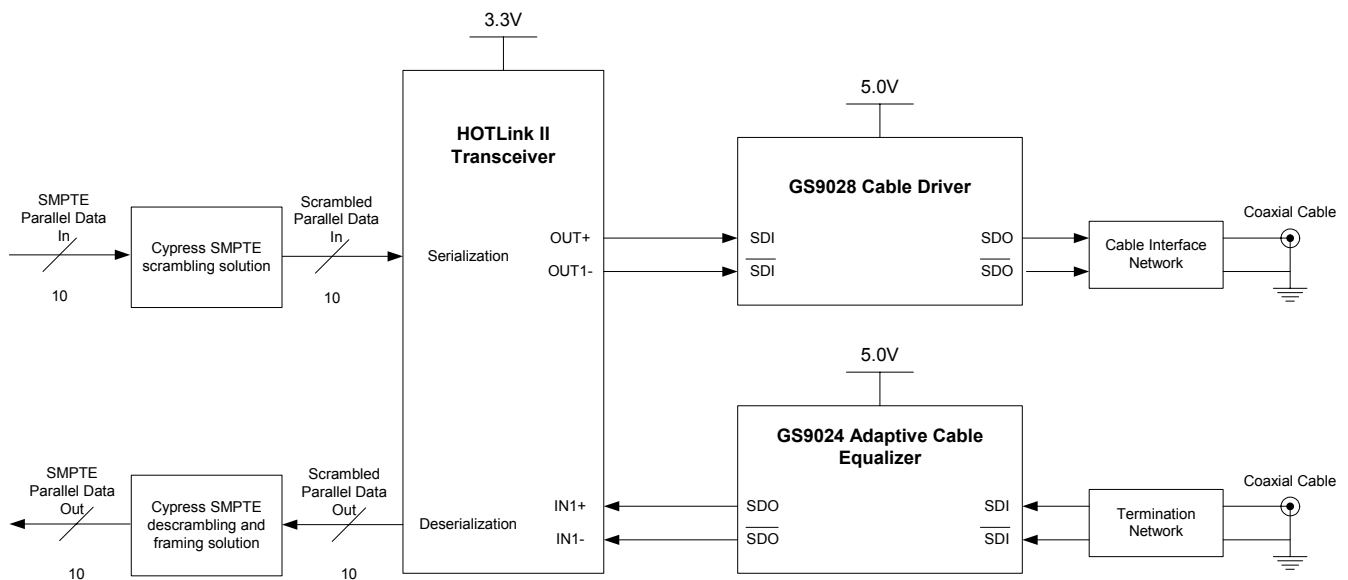 3.3V
HOTLink II
Transceiver
SMPTE
Parallel Data
In
10
Cypress SMPTE
scrambling solution
Scrambled
Parallel Data
In
10
Serialization
OUT+
OUT1-
5.0V
GS9028 Cable Driver
SDI
SDI
SDO
SDO
Cable Interface
Network
Coaxial Cable
SMPTE
Parallel Data
Out
10
Cypress SMPTE
descrambling and
framing solution
Scrambled
Parallel Data
Out
10
Deserialization
IN1+
IN1-
5.0V
GS9024 Adaptive Cable
Equalizer
SDO
SDO
SDI
SDI
Termination
Network
Coaxial Cable